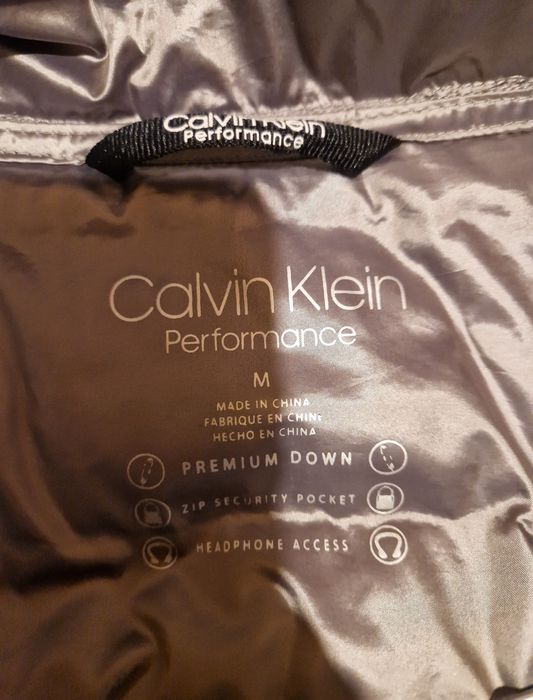 Calvin Klein
Performance
Calvin Klein
Performance
M
MADE IN CHINA
FABRIQUE EN CHINE
HECHO EN CHINA
PREMIUM DOWN
ZIP SECURITY POCKET
HEADPHONE ACCESS